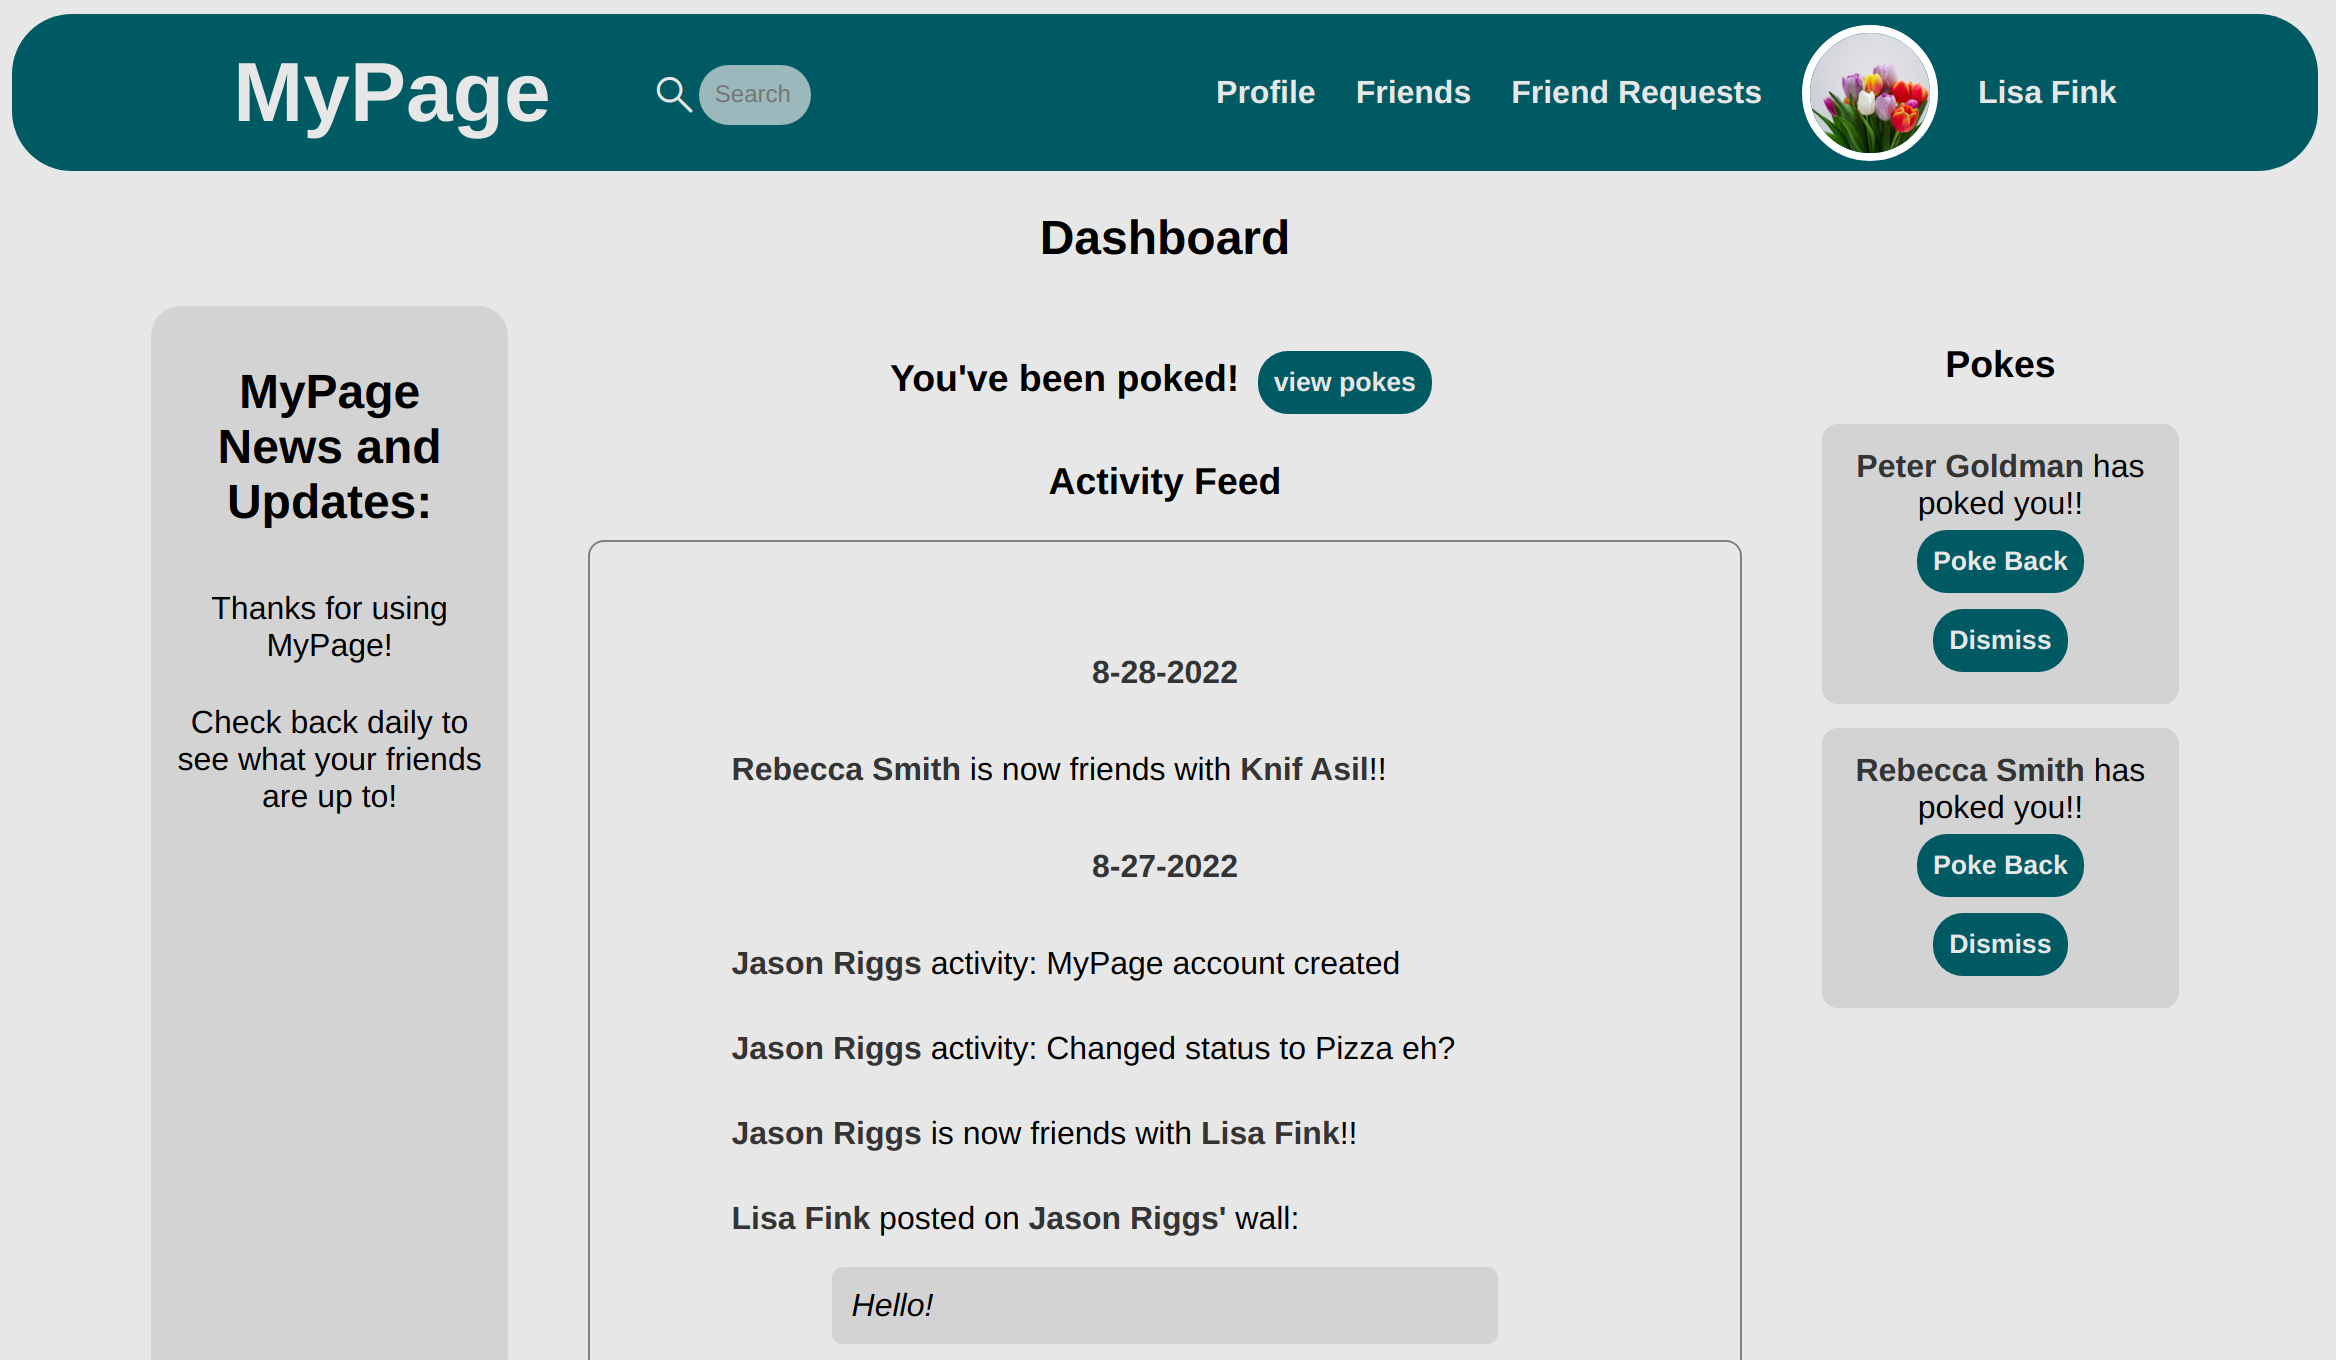 MyPage
Search
Profile
Friends
Friend Requests
Lisa Fink
Dashboard
MyPage
News and
Updates:
Thanks for using
MyPage!
Check back daily to
see what your friends
are up to!
You've been poked!
view pokes
Activity Feed
8-28-2022
Rebecca Smith is now friends with Knif Asil!!
8-27-2022
Jason Riggs activity: MyPage account created
Jason Riggs activity: Changed status to Pizza eh?
Jason Riggs is now friends with Lisa Fink!!
Lisa Fink posted on Jason Riggs' wall:
Hello!
Pokes
Peter Goldman has
poked you!!
Poke Back
Dismiss
Rebecca Smith has
poked you!!
Poke Back
Dismiss